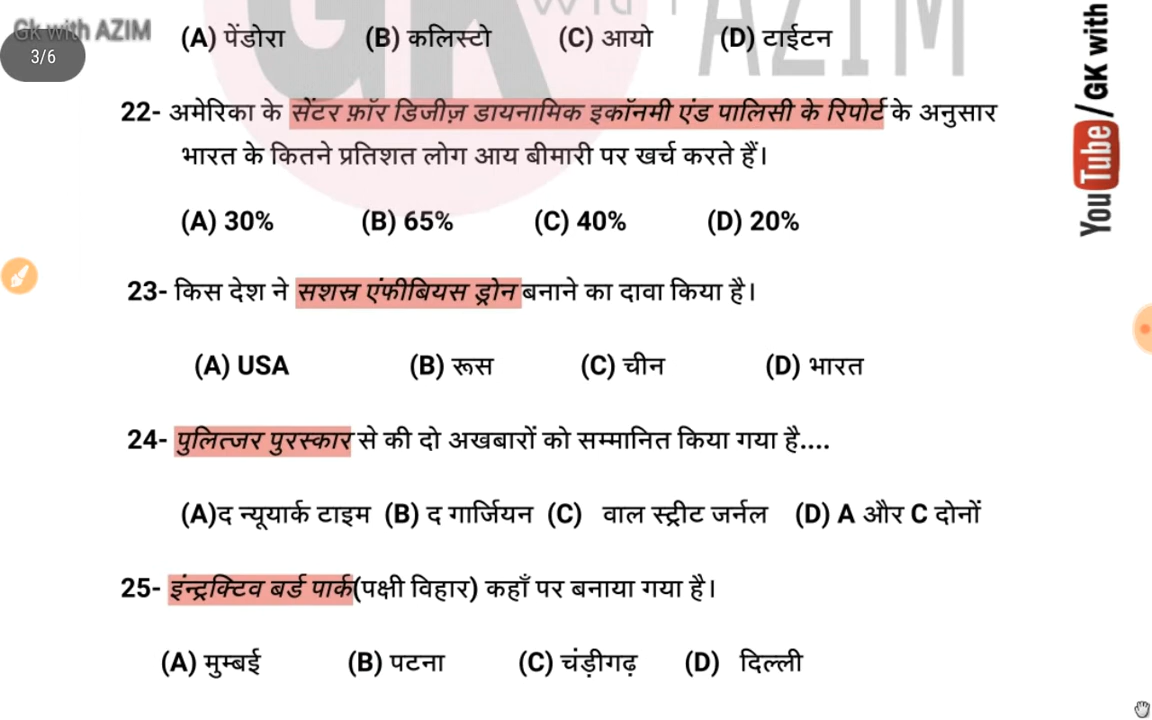 Gk with AZIM
3/6
(A) पेंडोरा (B) कलिस्टो (C) आयो (D) टाईटन
22- अमेरिका के सेंटर फ़ॉर डिजीज़ डायनामिक इकॉनमी एंड पालिसी के रिपोर्ट के अनुसार
भारत के कितने प्रतिशत लोग आय बीमारी पर खर्च करते हैं।
(A) 30% (B) 65% (C) 40% (D) 20%
23- किस देश ने सशस्त्र एंफीबियस ड्रोन बनाने का दावा किया है।
(A) USA (B) रूस (C) चीन (D) भारत
24- पुलित्जर पुरस्कार से की दो अखबारों को सम्मानित किया गया है....
(A)द न्यूयार्क टाइम (B) द गार्जियन (C) वाल स्ट्रीट जर्नल (D) A और C दोनों
25- इंन्ट्रक्टिव बर्ड पार्क(पक्षी विहार) कहाँ पर बनाया गया है।
(A) मुम्बई (B) पटना (C) चंड़ीगढ़ (D) दिल्ली
YouTube/GK with
GK
AZIM